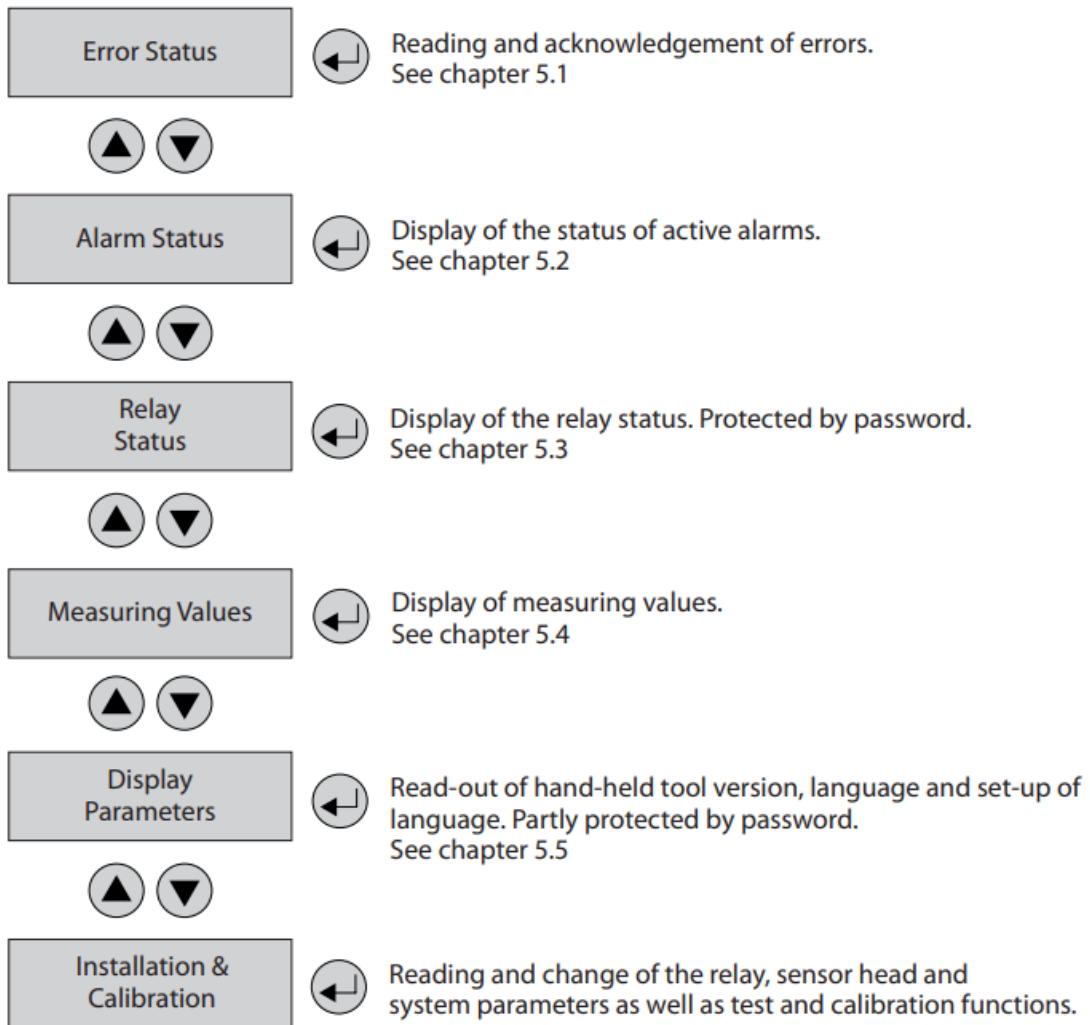 Error Status
Reading and acknowledgement of errors.
See chapter 5.1
Alarm Status
Display of the status of active alarms.
See chapter 5.2
Relay
Status
Display of the relay status. Protected by password.
See chapter 5.3
Measuring Values
Display of measuring values.
See chapter 5.4
Display
Parameters
Read-out of hand-held tool version, language and set-up of
language. Partly protected by password.
See chapter 5.5
Installation &
Calibration
Reading and change of the relay, sensor head and
system parameters as well as test and calibration functions.